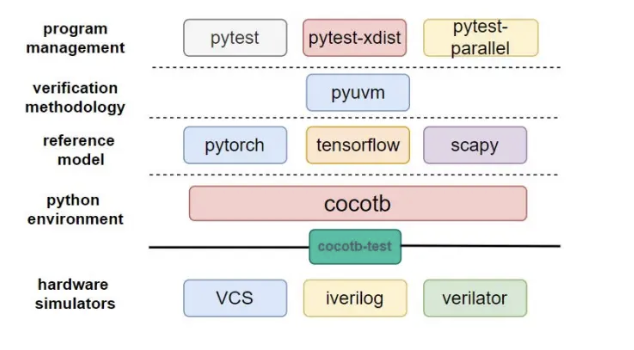 program
management
pytest
pytest-xdist
pytest-
parallel
verification
methodology
pyuvm
reference
model
pytorch
tensorflow
scapy
python
environment
cocotb
cocotb-test
hardware
simulators
VCS
iverilog
verilator